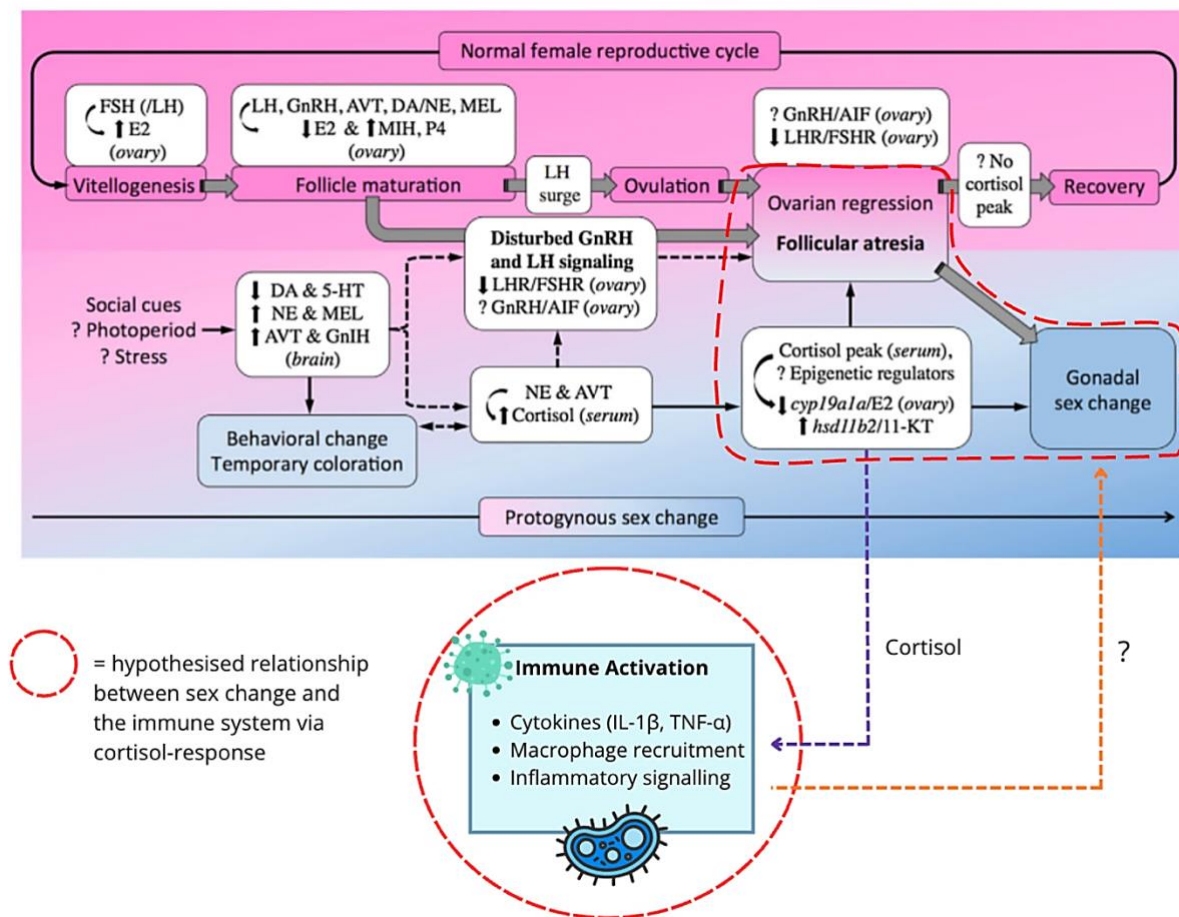 Normal female reproductive cycle
FSH (/LH)
⬆ E2
(ovary)
LH, GnRH, AVT, DA/NE, MEL
⬇ E2 & ⬆ MIH, P4
(ovary)
? GnRH/AIF (ovary)
⬇ LHR/FSHR (ovary)
Vitellogenesis
Follicle maturation
LH
surge
Ovulation
Ovarian regression
Follicular atresia
? No
cortisol
peak
Recovery
Disturbed GnRH
and LH signaling
⬇ LHR/FSHR (ovary)
? GnRH/AIF (ovary)
Social cues
? Photoperiod
? Stress
⬇ DA & 5-HT
⬆ NE & MEL
⬆ AVT & GnIH
(brain)
NE & AVT
⬆ Cortisol (serum)
Cortisol peak (serum),
? Epigenetic regulators
⬇ cyp19a1a/E2 (ovary)
⬆ hsd11b2/11-KT
Gonadal
sex change
Behavioral change
Temporary coloration
Protogynous sex change
= hypothesised relationship
between sex change and
the immune system via
cortisol-response
Immune Activation
• Cytokines (IL-1β, TNF-α)
• Macrophage recruitment
• Inflammatory signalling
Cortisol
?